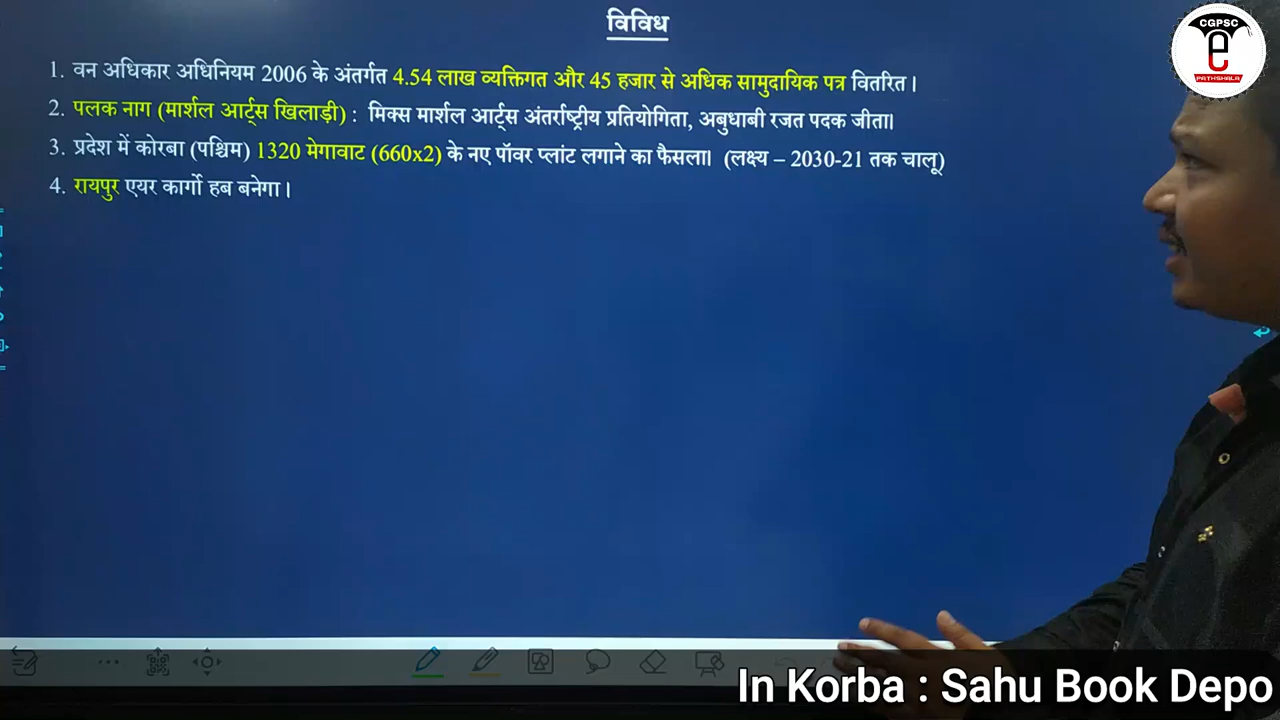 विविध
CGPSC
e
PATHSHALA
1. वन अधिकार अधिनियम 2006 के अंतर्गत 4.54 लाख व्यक्तिगत और 45 हजार से अधिक सामुदायिक पत्र वितरित ।
2. पलक नाग (मार्शल आर्ट्स खिलाड़ी) : मिक्स मार्शल आर्ट्स अंतर्राष्ट्रीय प्रतियोगिता, अबुधाबी रजत पदक जीता।
3. प्रदेश में कोरबा (पश्चिम) 1320 मेगावाट (660x2) के नए पॉवर प्लांट लगाने का फैसला। (लक्ष्य – 2030-21 तक चालू)
4. रायपुर एयर कार्गो हब बनेगा ।
In Korba : Sahu Book Depo